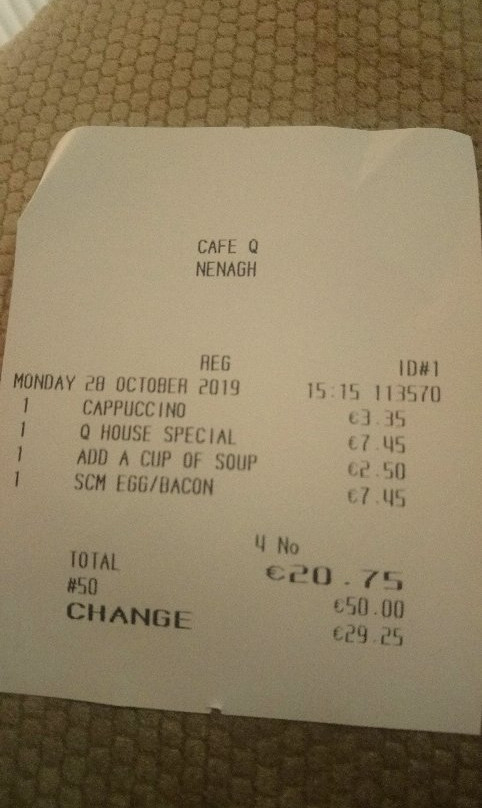 CAFE Q
NENAGH
REG ID#1
MONDAY 28 OCTOBER 2019 15:15 113570
1 CAPPUCCINO €3.35
1 Q HOUSE SPECIAL €7.45
1 ADD A CUP OF SOUP €2.50
1 SCM EGG/BACON €7.45
4 No
TOTAL €20.75
#50 €50.00
CHANGE €29.25